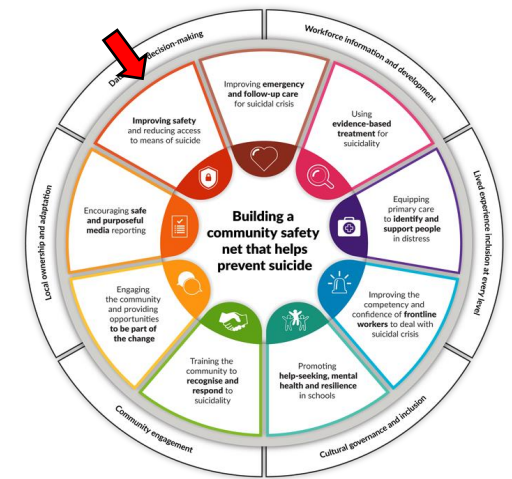 decision-making
Workforce information and development
Lived experience inclusion at every level
Cultural governance and inclusion
Community engagement
Local ownership and adaptation
Improving emergency
and follow-up care
for suicidal crisis
Using
evidence-based
treatment for
suicidality
Equipping
primary care
to identify and
support people
in distress
Improving the
competency and
confidence of frontline
workers to deal with
suicidal crisis
Promoting
help-seeking, mental
health and resilience
in schools
Training the
community to
recognise and
respond to
suicidality
Engaging
the community
and providing
opportunities
to be part of
the change
Encouraging safe
and purposeful
media reporting
Improving safety
and reducing access
to means of suicide
Building a
community safety
net that helps
prevent suicide